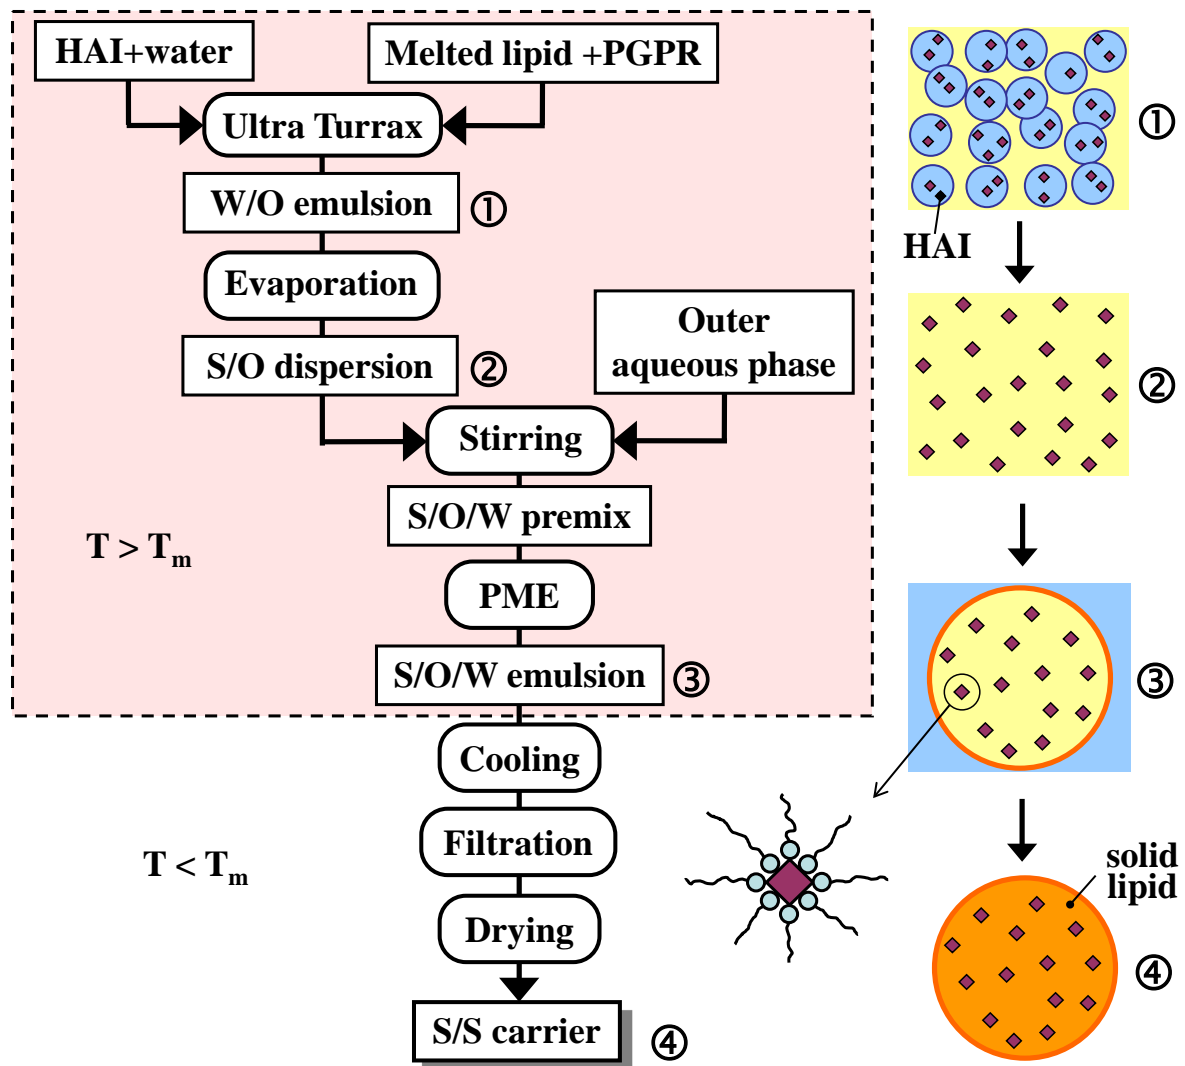 HAI+water
Melted lipid +PGPR
Ultra Turrax
W/O emulsion
①
Evaporation
S/O dispersion
②
Outer
aqueous phase
Stirring
S/O/W premix
T > Tm
PME
S/O/W emulsion
③
Cooling
Filtration
T < Tm
Drying
S/S carrier
④
①
HAI
②
③
solid
lipid
④